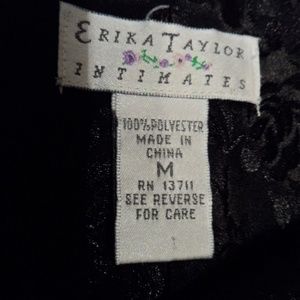 ERIKA TAYLOR
INTIMATES
100%POLYESTER
MADE IN
CHINA
M
RN 13711
SEE REVERSE
FOR CARE